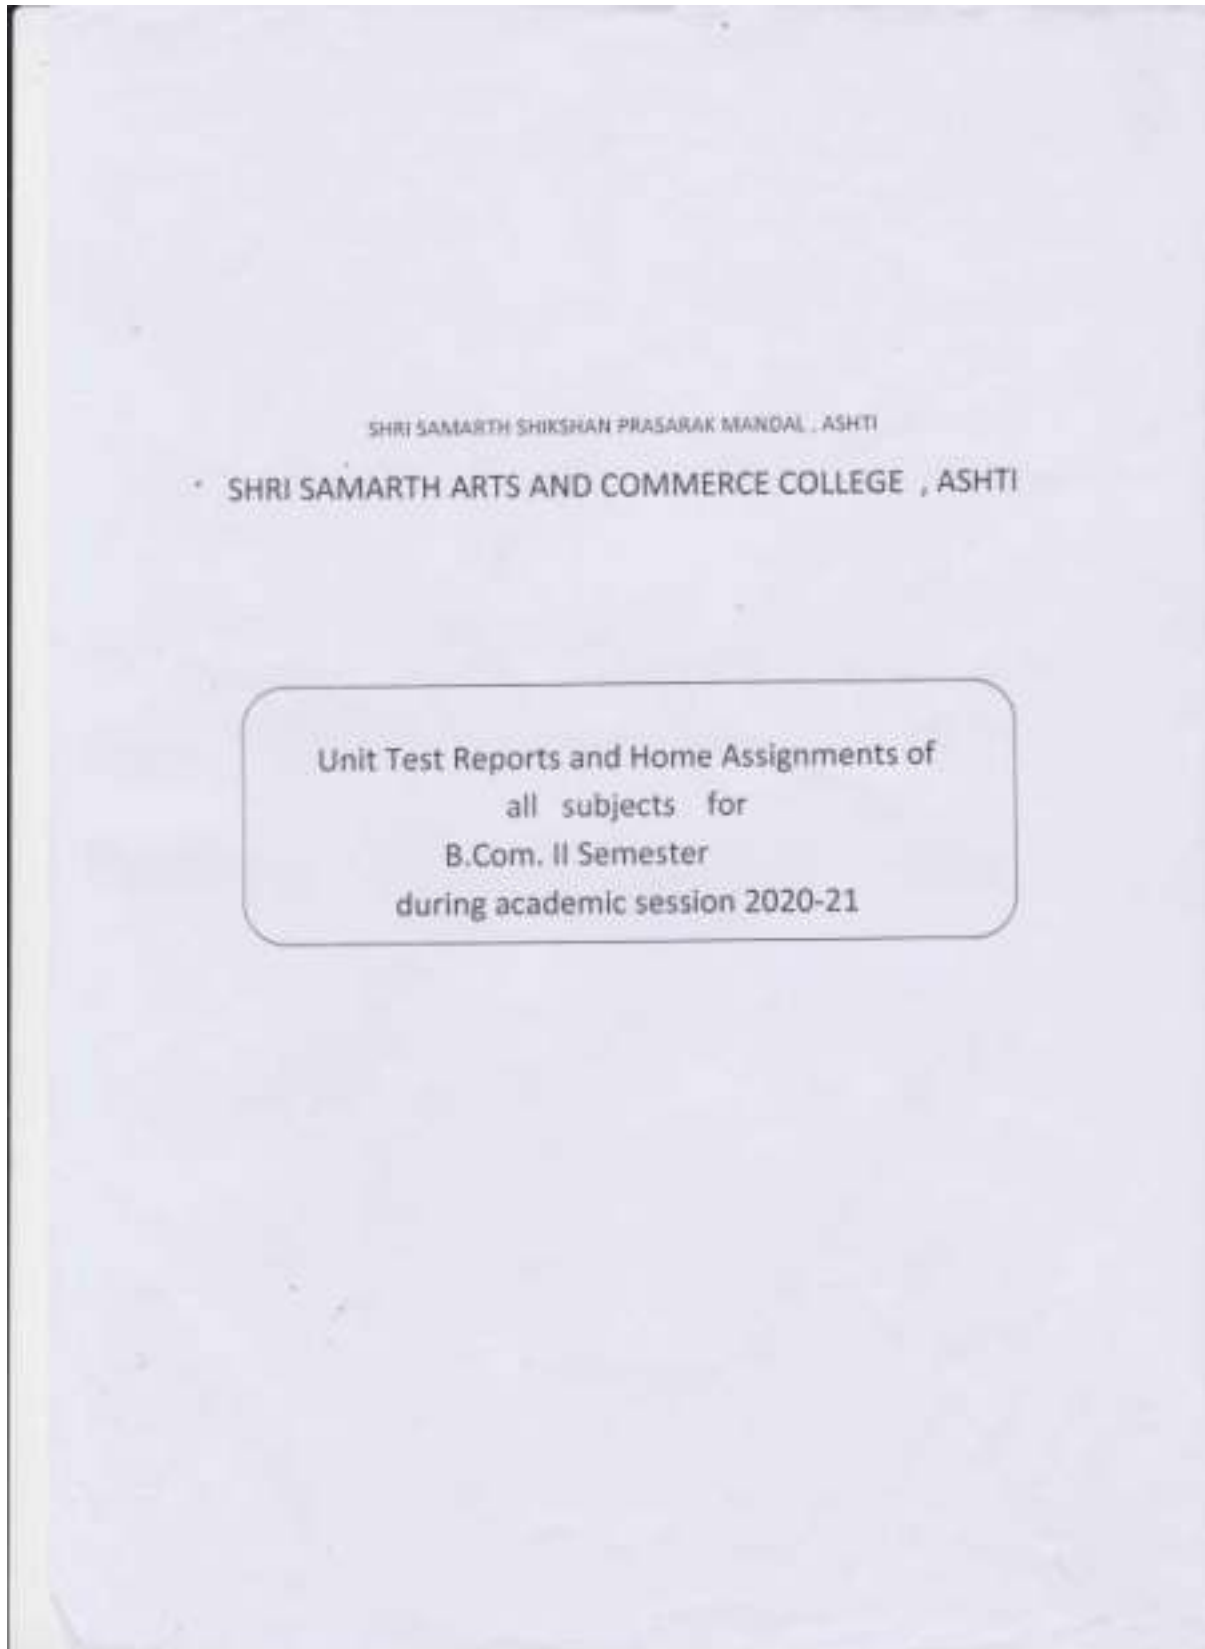 SHRI SAMARTH SHIKSHAN PRASARAK MANDAL , ASHTI
SHRI SAMARTH ARTS AND COMMERCE COLLEGE , ASHTI
Unit Test Reports and Home Assignments of
all subjects for
B.Com. II Semester
during academic session 2020-21